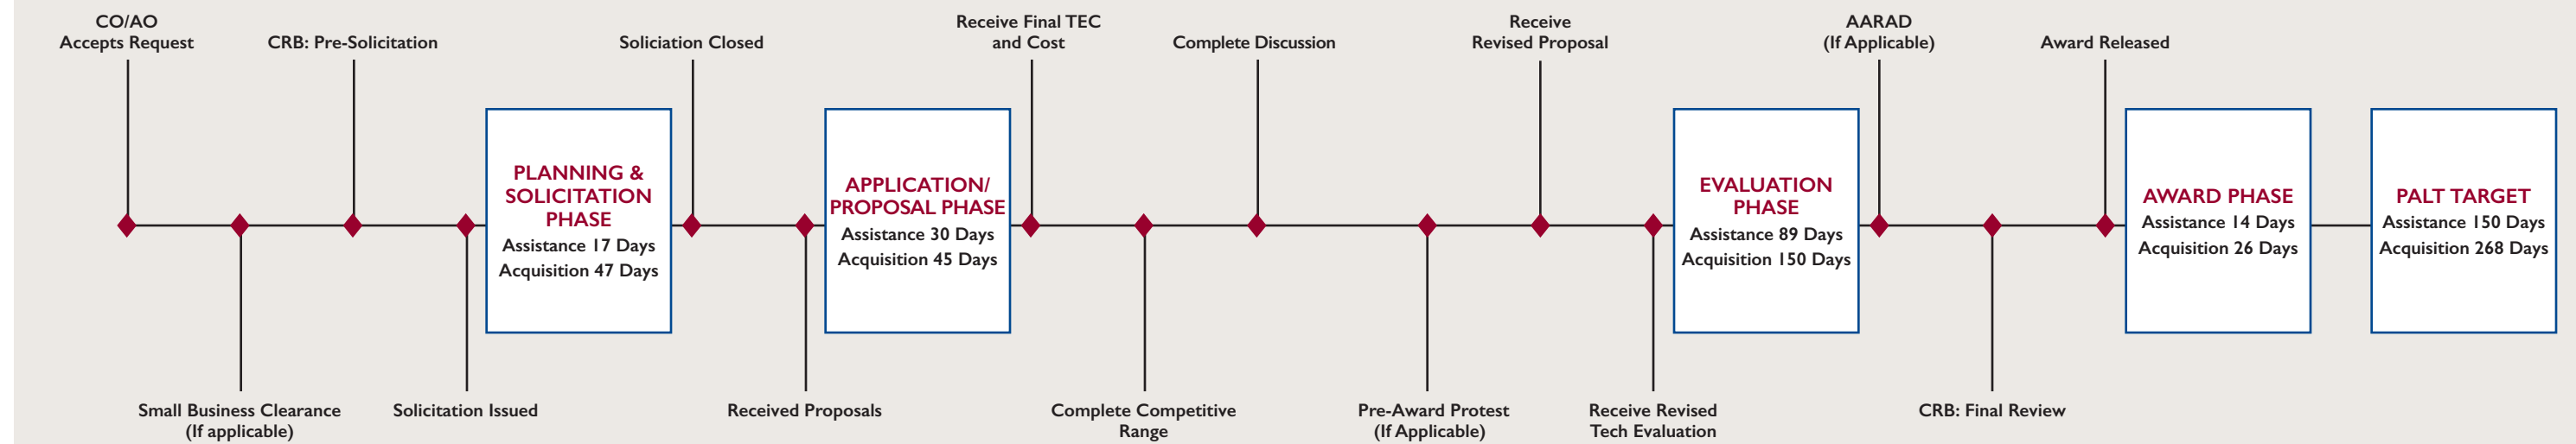 CO/AO
Accepts Request
CRB: Pre-Solicitation
Soliciation Closed
Receive Final TEC
and Cost
Complete Discussion
Receive
Revised Proposal
AARAD
(If Applicable)
Award Released
PLANNING &
SOLICITATION
PHASE
Assistance 17 Days
Acquisition 47 Days
APPLICATION/
PROPOSAL PHASE
Assistance 30 Days
Acquisition 45 Days
EVALUATION
PHASE
Assistance 89 Days
Acquisition 150 Days
AWARD PHASE
Assistance 14 Days
Acquisition 26 Days
PALT TARGET
Assistance 150 Days
Acquisition 268 Days
Small Business Clearance
(If applicable)
Solicitation Issued
Received Proposals
Complete Competitive
Range
Pre-Award Protest
(If Applicable)
Receive Revised
Tech Evaluation
CRB: Final Review